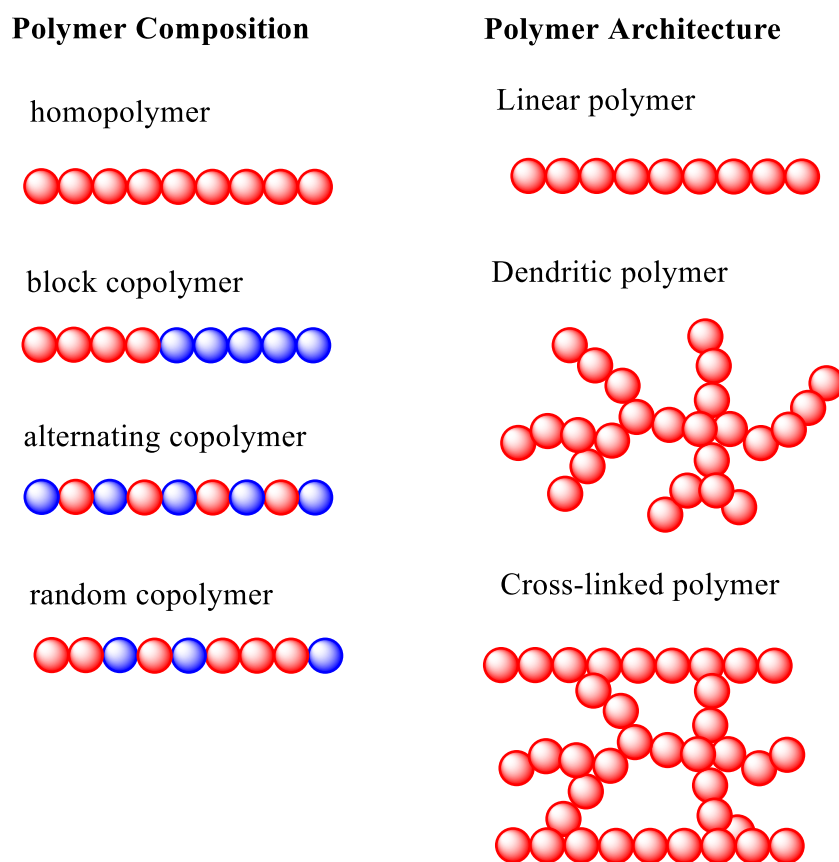 Polymer Composition
homopolymer
block copolymer
alternating copolymer
random copolymer
Polymer Architecture
Linear polymer
Dendritic polymer
Cross-linked polymer